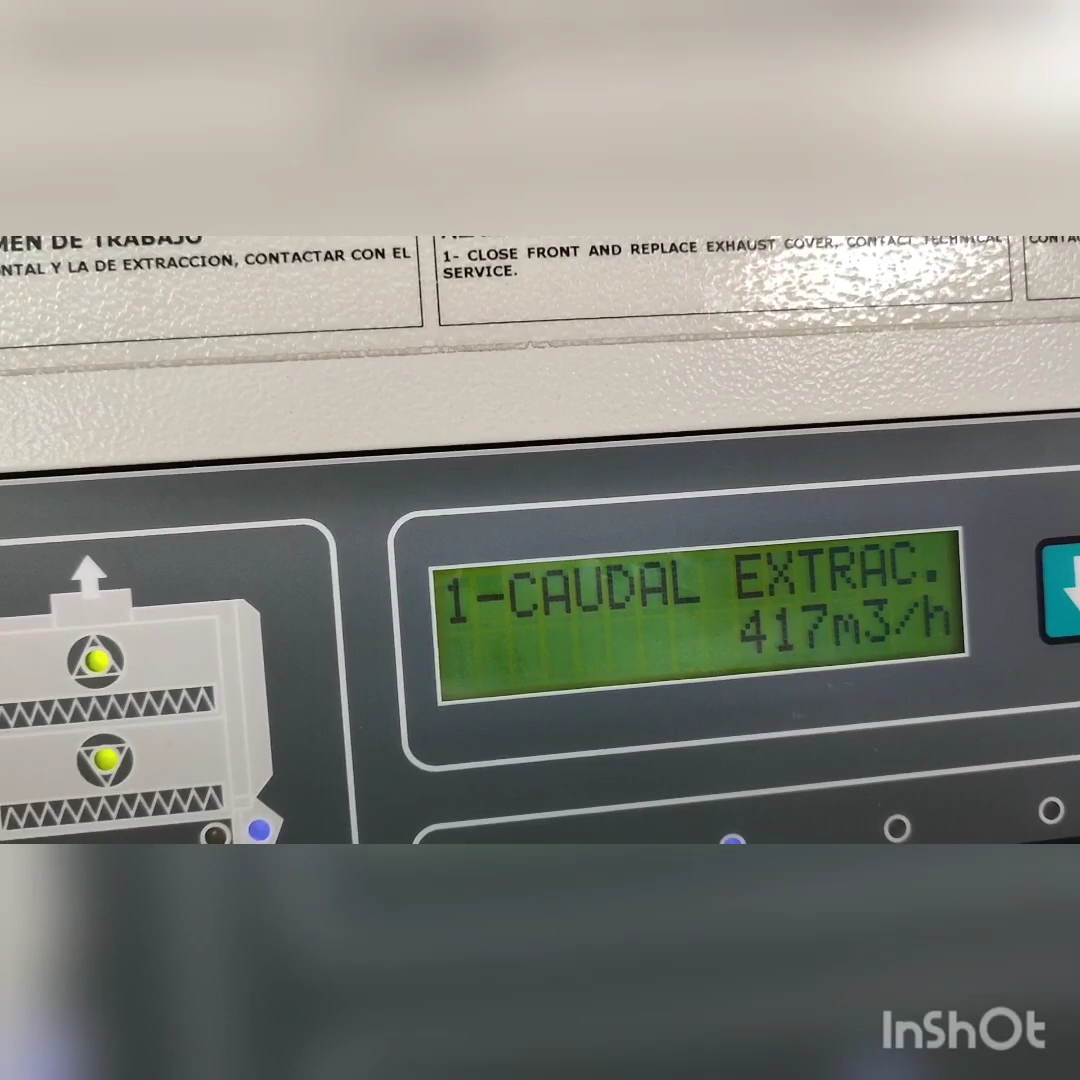 MEN DE TRABAJO
NTAL Y LA DE EXTRACCION, CONTACTAR CON EL
1- CLOSE FRONT AND REPLACE EXHAUST COVER, CONTACT TECHNICAL
SERVICE.
CONTA
1-CAUDAL EXTRAC.
417m3/h
InShOt